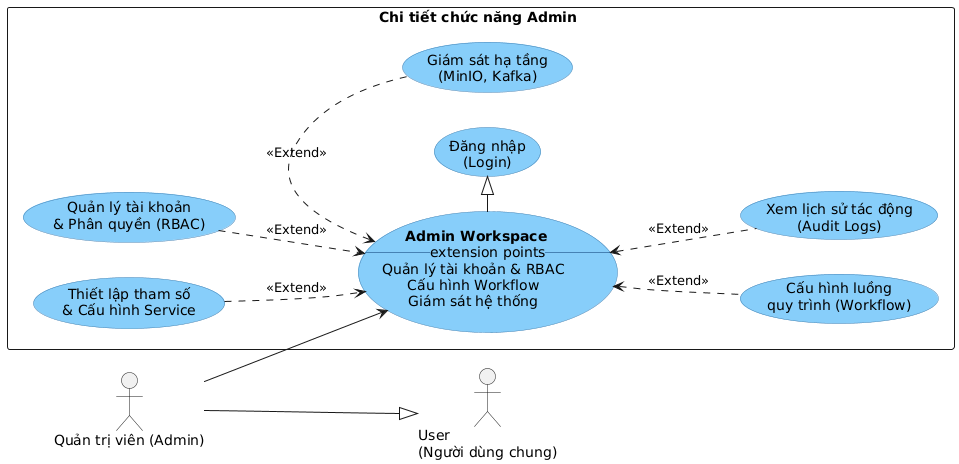 Chi tiết chức năng Admin
Giám sát hạ tầng
(MinIO, Kafka)
«Extend»
Đăng nhập
(Login)
Quản lý tài khoản
& Phân quyền (RBAC)
«Extend»
Thiết lập tham số
& Cấu hình Service
«Extend»
Admin Workspace
extension points
Quản lý tài khoản & RBAC
Cấu hình Workflow
Giám sát hệ thống
«Extend»
Xem lịch sử tác động
(Audit Logs)
«Extend»
Cấu hình luồng
quy trình (Workflow)
Quản trị viên (Admin)
User
(Người dùng chung)